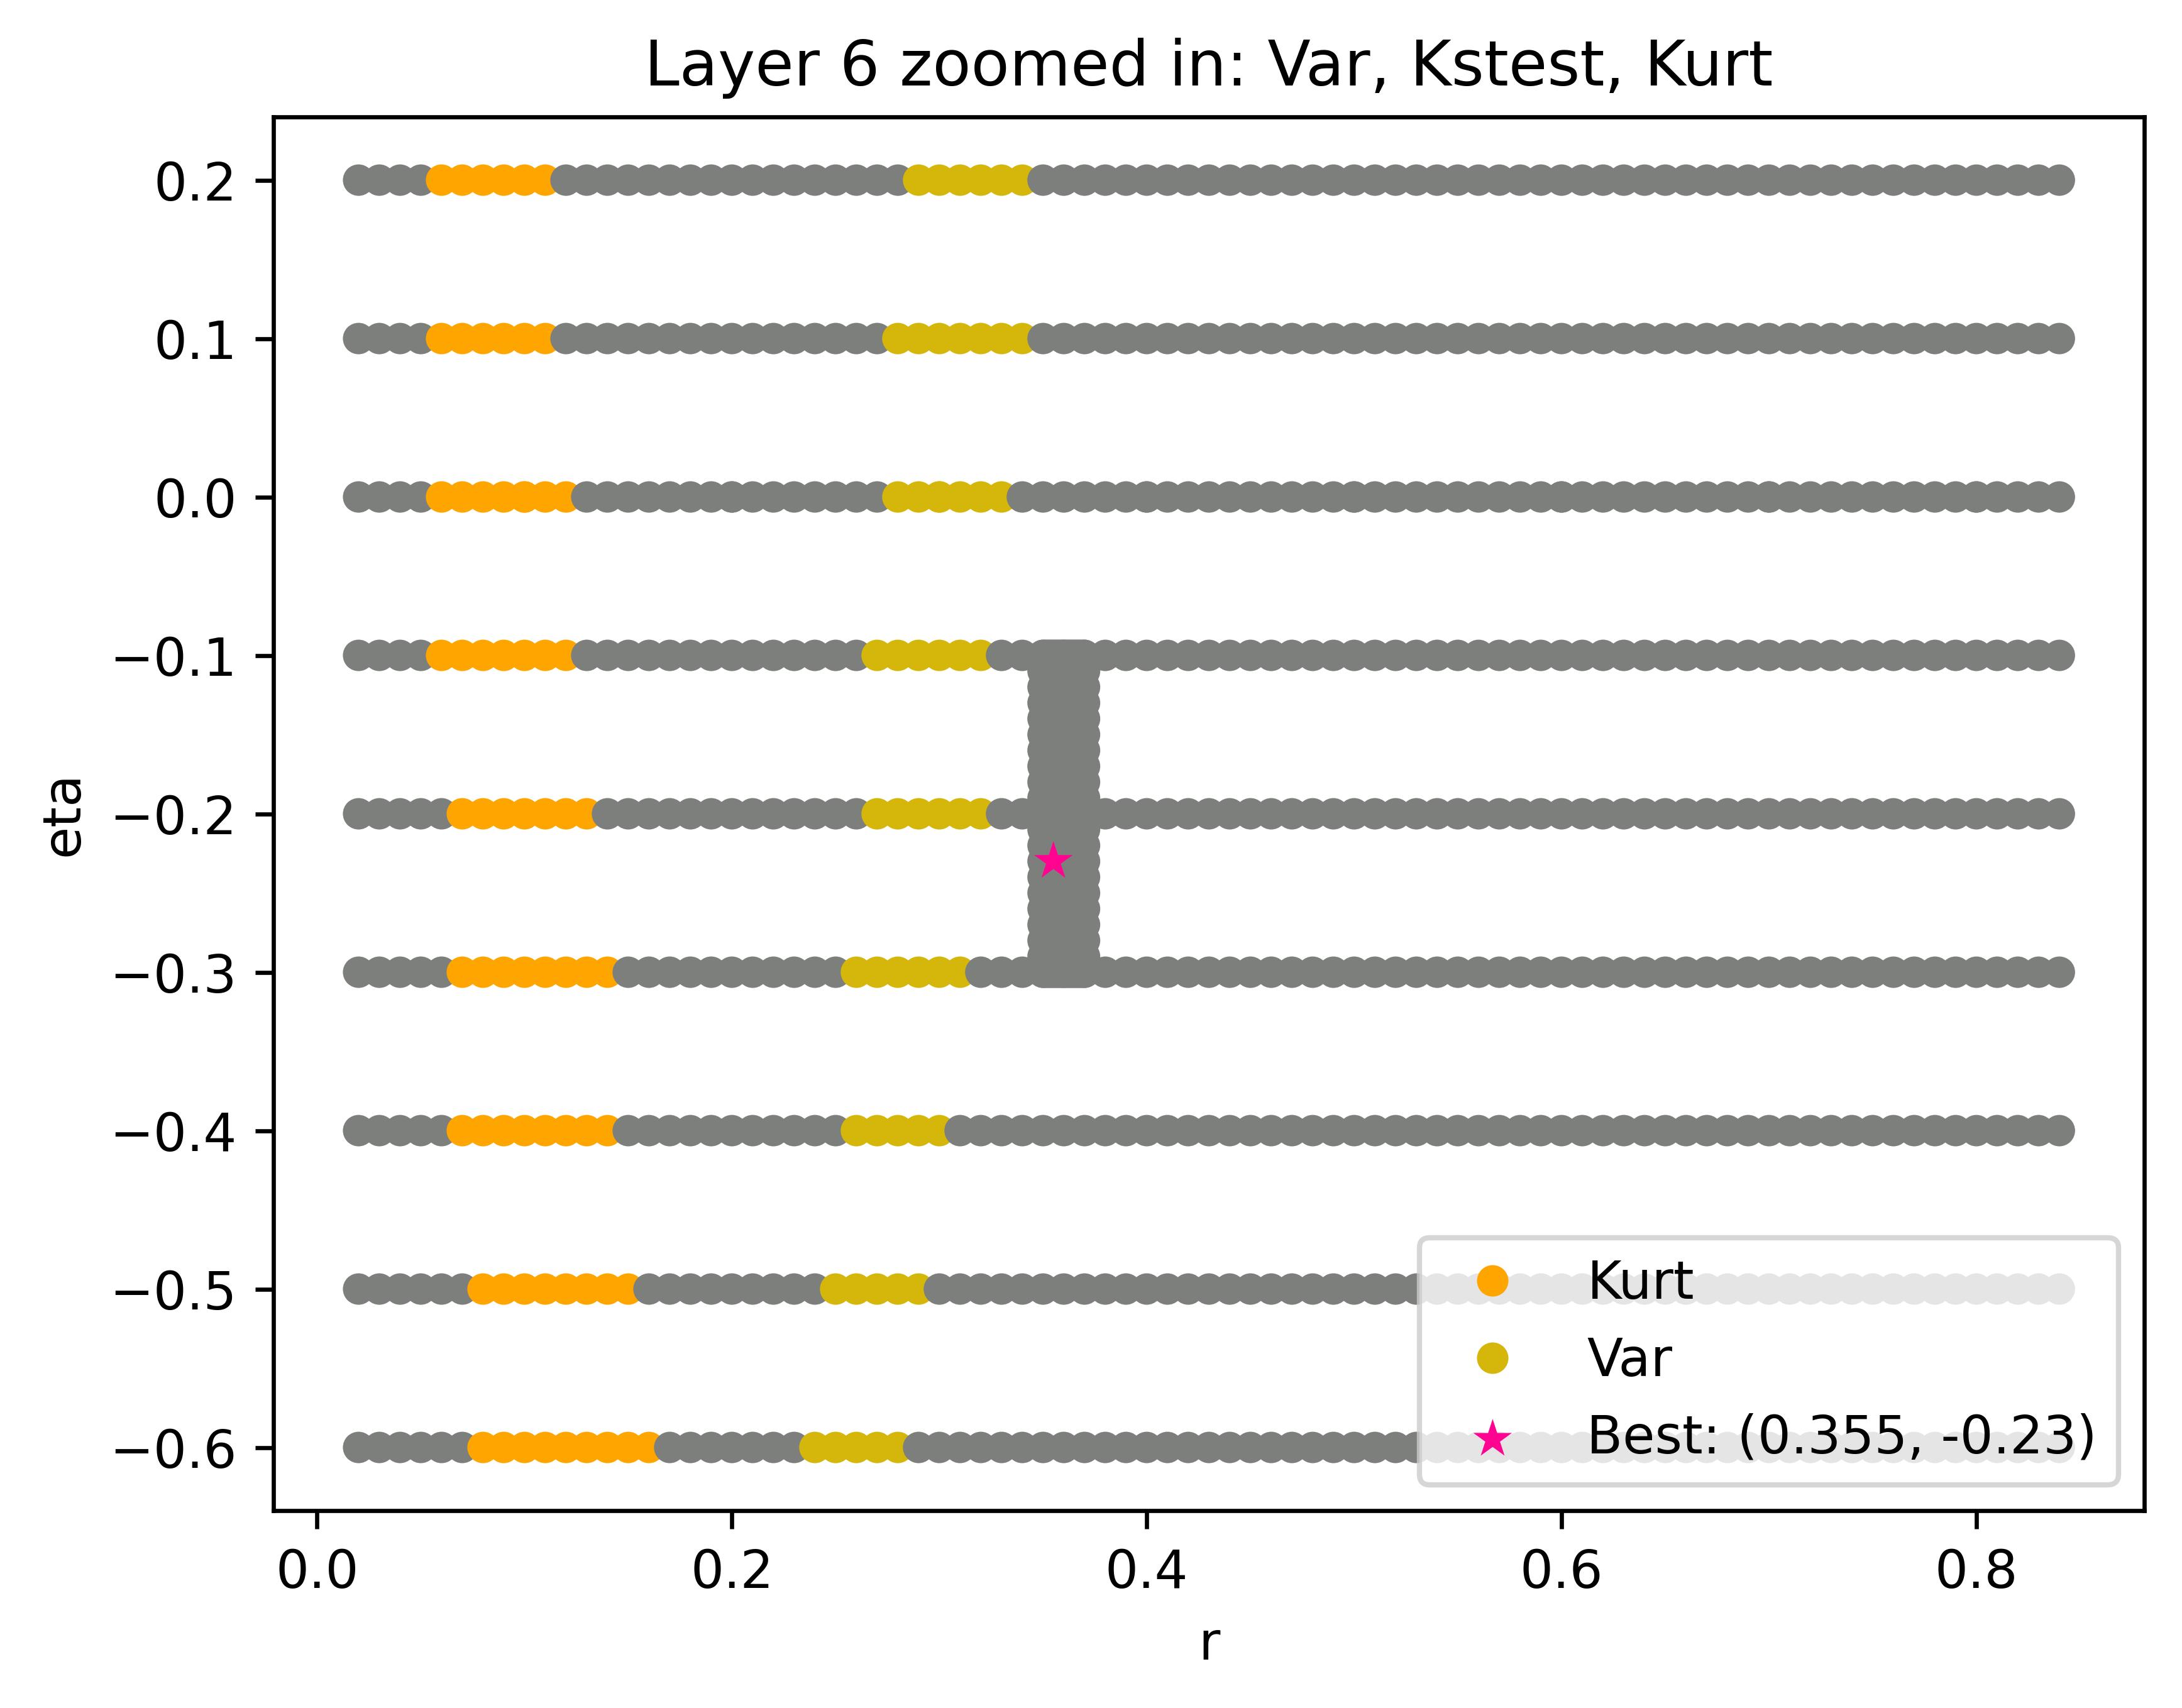 Layer 6 zoomed in: Var, Kstest, Kurt
0.2
0.1
0.0
−0.1
−0.2
−0.3
−0.4
−0.5
−0.6
eta
Kurt
Var
Best: (0.355, -0.23)
0.0 0.2 0.4 0.6 0.8
r